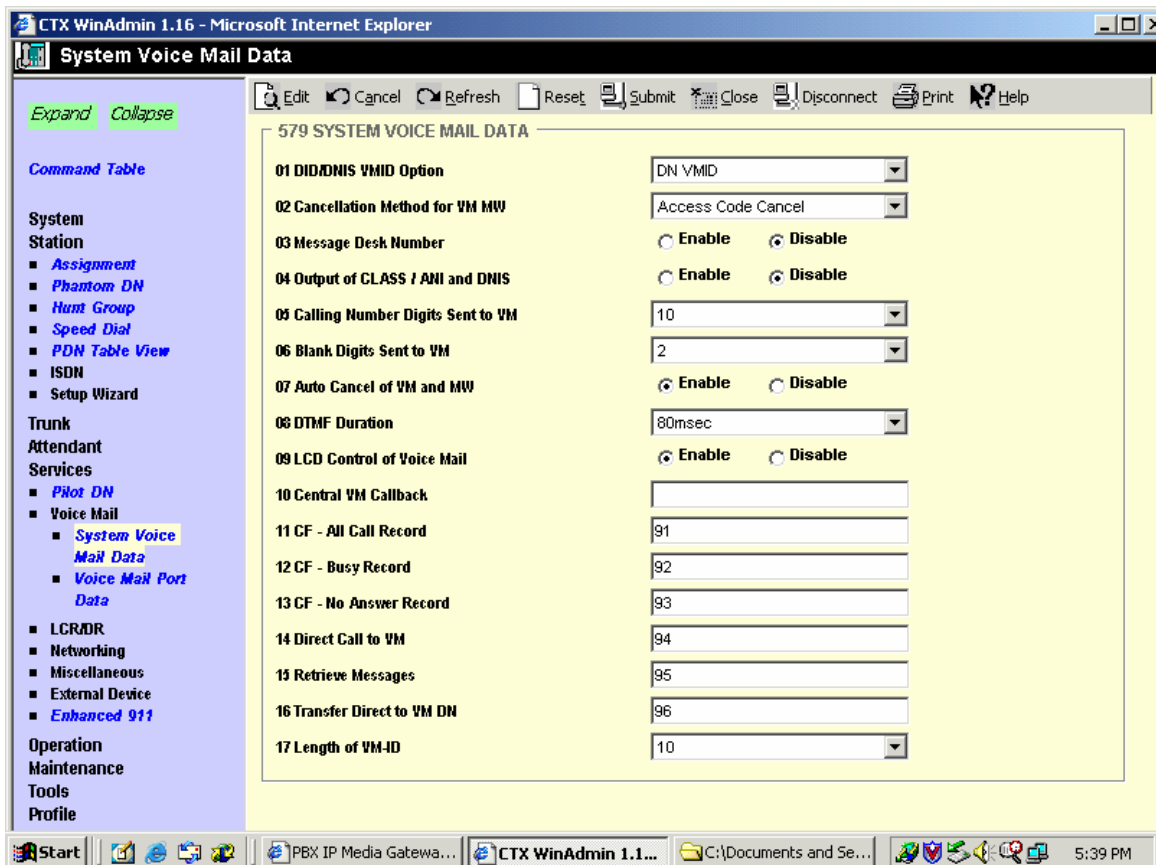 CTX WinAdmin 1.16 - Microsoft Internet Explorer
System Voice Mail Data
Edit Cancel Refresh Reset Submit Close Disconnect Print Help
Expand Collapse
Command Table
System
Station
Assignment
Phantom DN
Hunt Group
Speed Dial
PDN Table View
ISDN
Setup Wizard
Trunk
Attendant
Services
Pilot DN
Voice Mail
System Voice
Mail Data
Voice Mail Port
Data
LCR/DR
Networking
Miscellaneous
External Device
Enhanced 911
Operation
Maintenance
Tools
Profile
579 SYSTEM VOICE MAIL DATA
01 DID/DNIS VMID Option DN VMID
02 Cancellation Method for VM MW Access Code Cancel
03 Message Desk Number Enable Disable
04 Output of CLASS / ANI and DNIS Enable Disable
05 Calling Number Digits Sent to VM 10
06 Blank Digits Sent to VM 2
07 Auto Cancel of VM and MW Enable Disable
08 DTMF Duration 80msec
09 LCD Control of Voice Mail Enable Disable
10 Central VM Callback
11 CF - All Call Record 91
12 CF - Busy Record 92
13 CF - No Answer Record 93
14 Direct Call to VM 94
15 Retrieve Messages 95
16 Transfer Direct to VM DN 96
17 Length of VM-ID 10
Start PBX IP Media Gatewa... CTX WinAdmin 1.1... C:\Documents and Se... 5:39 PM